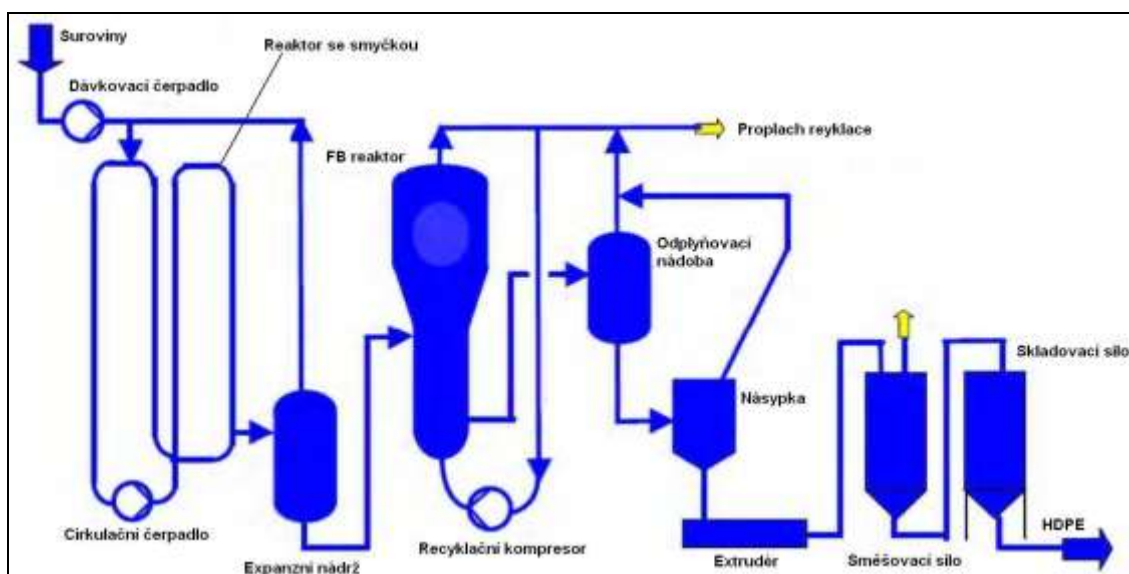 Suroviny
Reaktor se smyčkou
Dávkovací čerpadlo
FB reaktor
Proplach reyklace
Odplyňovací
nádoba
Násypka
Skladovací silo
Cirkulační čerpadlo
Expanzní nádrž
Recyklační kompresor
Extrudér
Směšovací silo
HDPE